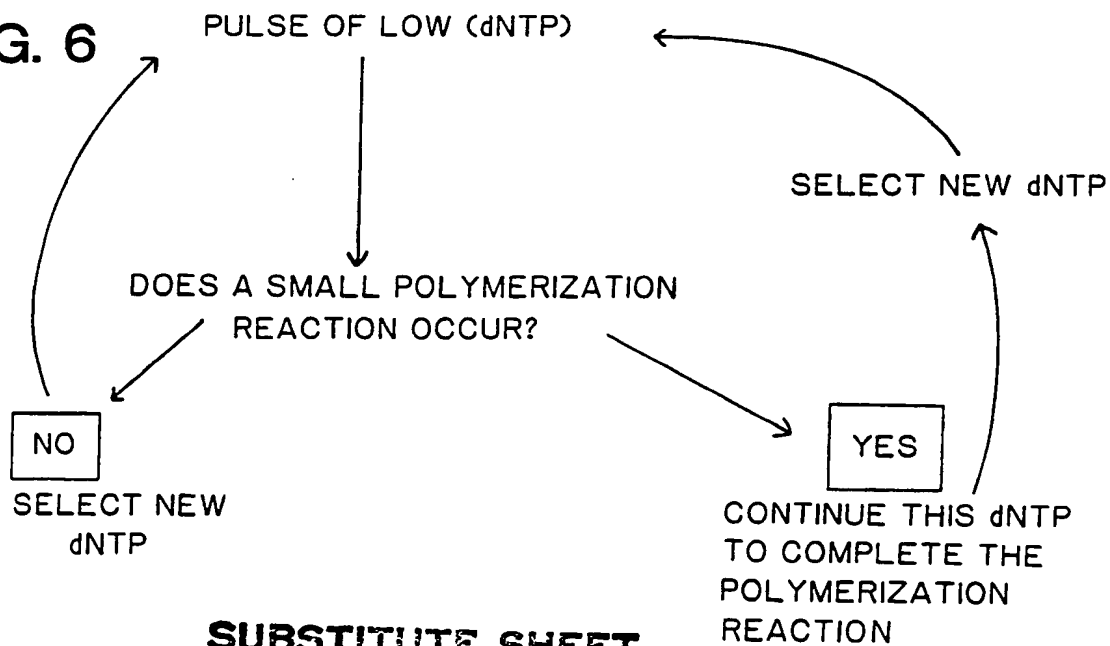 G. 6
PULSE OF LOW (dNTP)
SELECT NEW dNTP
DOES A SMALL POLYMERIZATION
REACTION OCCUR?
NO
SELECT NEW
dNTP
YES
CONTINUE THIS dNTP
TO COMPLETE THE
POLYMERIZATION
REACTION
SUBSTITUTE SHEET